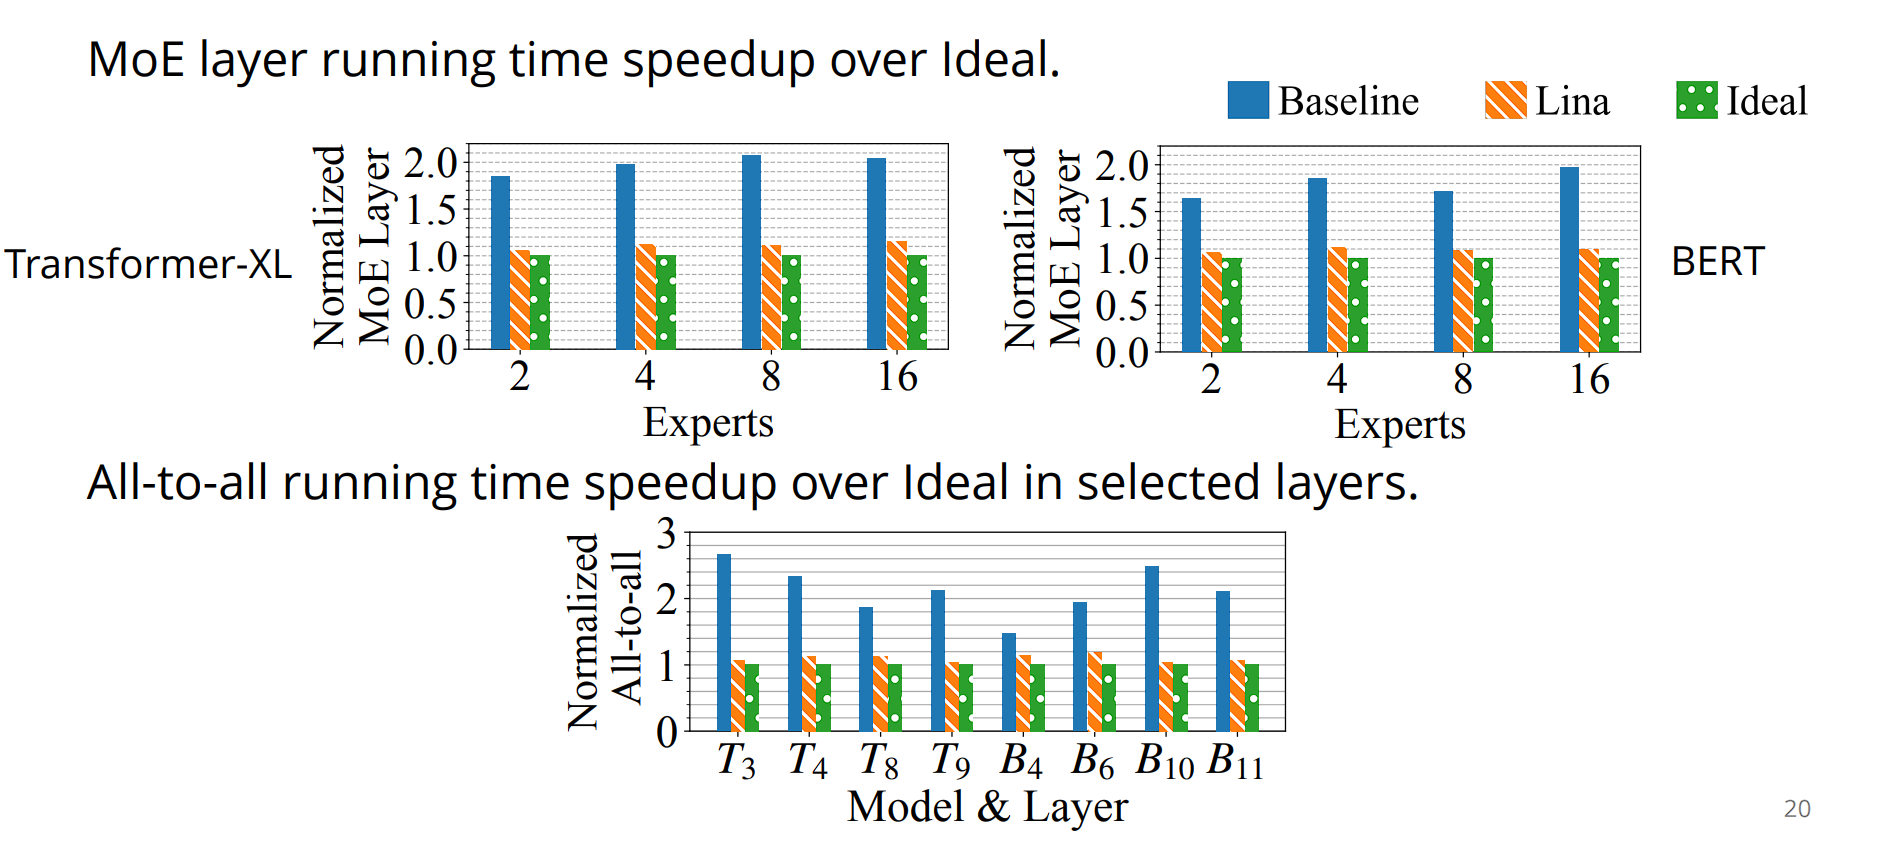 MoE layer running time speedup over Ideal.
Baseline Lina Ideal
Transformer-XL
Normalized
MoE Layer
2.0
1.5
1.0
0.5
0.0
2 4 8 16
Experts
Normalized
MoE Layer
2.0
1.5
1.0
0.5
0.0
2 4 8 16
Experts
BERT
All-to-all running time speedup over Ideal in selected layers.
Normalized
All-to-all
3
2
1
0
T3 T4 T8 T9 B4 B6 B10 B11
Model & Layer
20